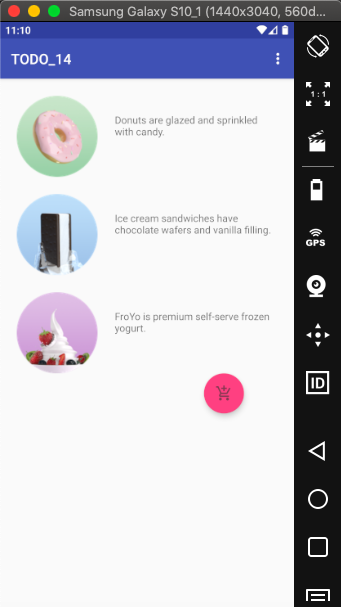 Samsung Galaxy S10_1 (1440x3040, 560d...
11:10
TODO_14
1 : 1
Donuts are glazed and sprinkled
with candy.
GPS
Ice cream sandwiches have
chocolate wafers and vanilla filling.
FroYo is premium self-serve frozen
yogurt.
ID